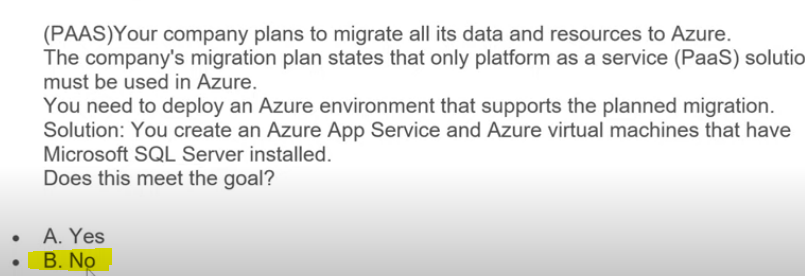 (PAAS)Your company plans to migrate all its data and resources to Azure.
The company's migration plan states that only platform as a service (PaaS) solutio
must be used in Azure.
You need to deploy an Azure environment that supports the planned migration.
Solution: You create an Azure App Service and Azure virtual machines that have
Microsoft SQL Server installed.
Does this meet the goal?
• A. Yes
• B. No